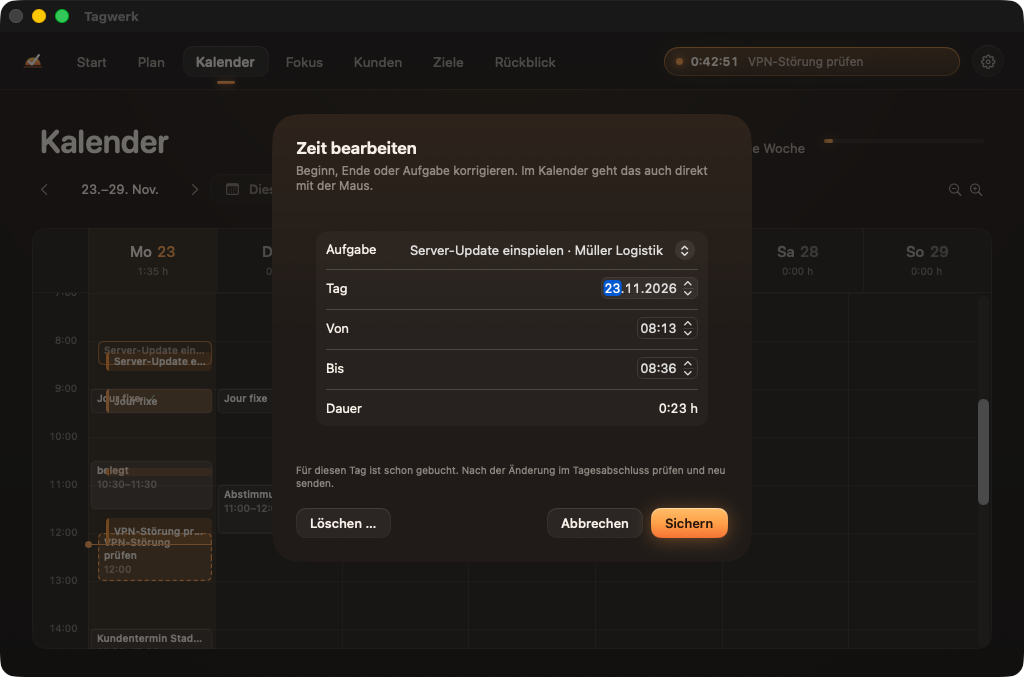 Tagwerk
Start
Plan
Kalender
Fokus
Kunden
Ziele
Rückblick
0:42:51 VPN-Störung prüfen
Kalender
e Woche
23.–29. Nov.
Dies
Mo 23
1:35 h
D
0
Sa 28
0:00 h
So 29
0:00 h
7:00
8:00
9:00
10:00
11:00
12:00
13:00
14:00
Server-Update ein…
Server-Update e…
Jour fixe
Jour fixe
Jour fixe
belegt
10:30–11:30
Abstimmu
11:00–12:
VPN-Störung pr…
VPN-Störung
prüfen
12:00
Kundentermin Stad…
Zeit bearbeiten
Beginn, Ende oder Aufgabe korrigieren. Im Kalender geht das auch direkt
mit der Maus.
Aufgabe Server-Update einspielen · Müller Logistik
Tag 23.11.2026
Von 08:13
Bis 08:36
Dauer 0:23 h
Für diesen Tag ist schon gebucht. Nach der Änderung im Tagesabschluss prüfen und neu
senden.
Löschen ...
Abbrechen
Sichern